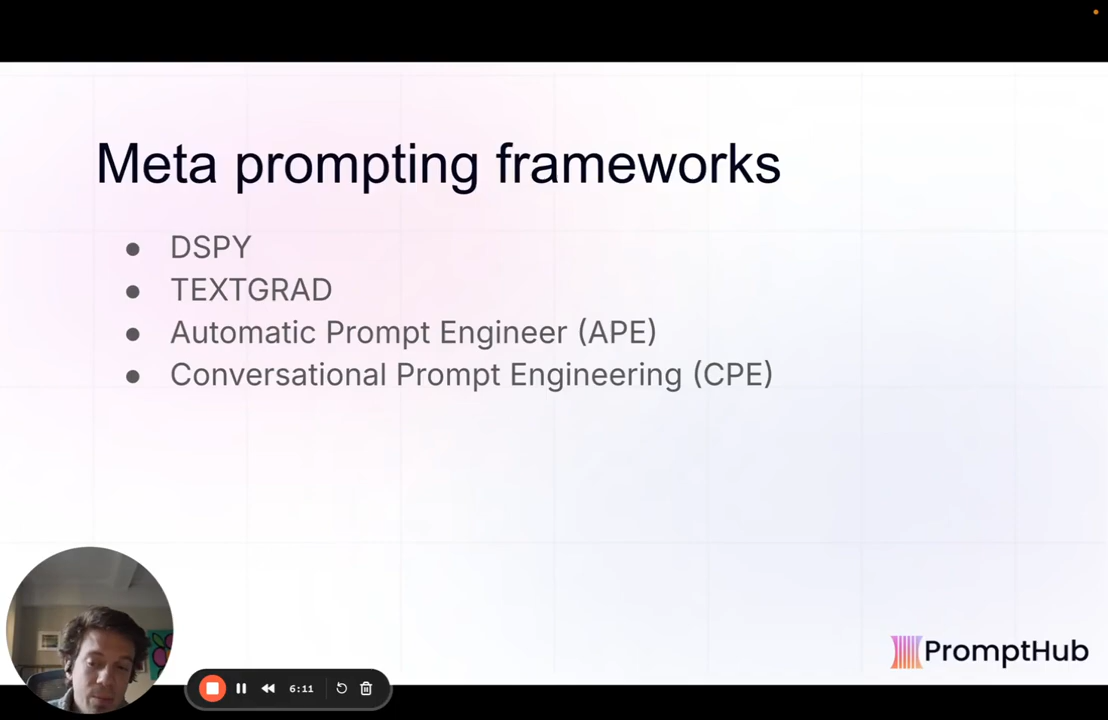 Meta prompting frameworks
● DSPY
● TEXTGRAD
● Automatic Prompt Engineer (APE)
● Conversational Prompt Engineering (CPE)
PromptHub
6:11